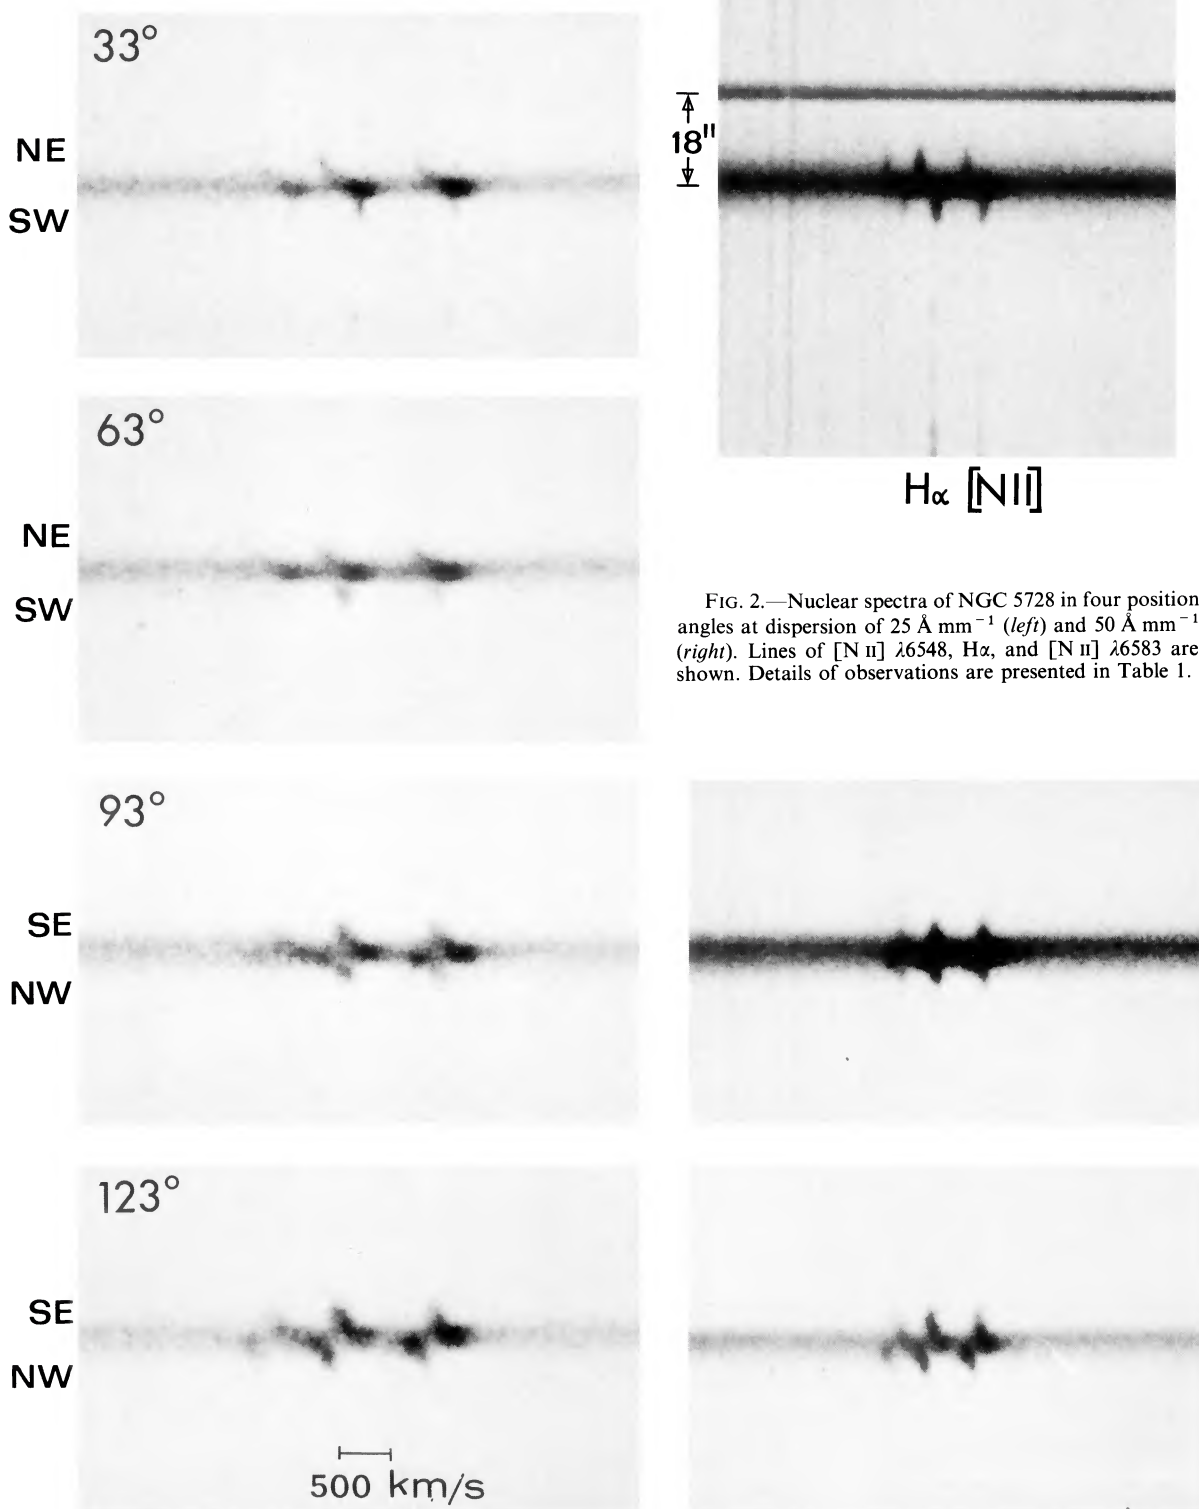 33°
NE
SW
18"
Hα [NII]
63°
NE
SW
FIG. 2.—Nuclear spectra of NGC 5728 in four position
angles at dispersion of 25 Å mm⁻¹ (left) and 50 Å mm⁻¹
(right). Lines of [N II] λ6548, Hα, and [N II] λ6583 are
shown. Details of observations are presented in Table 1.
93°
SE
NW
123°
SE
NW
500 km/s